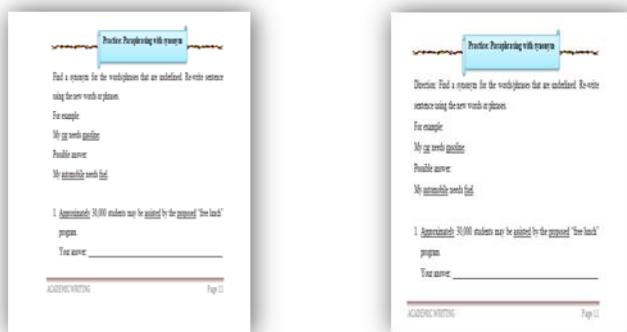 Practice: Paraphrasing with synonym
Find a synonym for the words/phrases that are underlined. Re-write sentence
using the new words or phrases.
For example:
My car needs gasoline.
Possible answer:
My automobile needs fuel.
1. Approximately 30,000 students may be assisted by the proposed "free lunch"
program.
Your answer: ____________________
ACADEMIC WRITING Page 11
Practice: Paraphrasing with synonym
Direction: Find a synonym for the words/phrases that are underlined. Re-write
sentence using the new words or phrases.
For example:
My car needs gasoline.
Possible answer:
My automobile needs fuel.
1. Approximately 30,000 students may be assisted by the proposed "free lunch"
program.
Your answer: ____________________
ACADEMIC WRITING Page 11